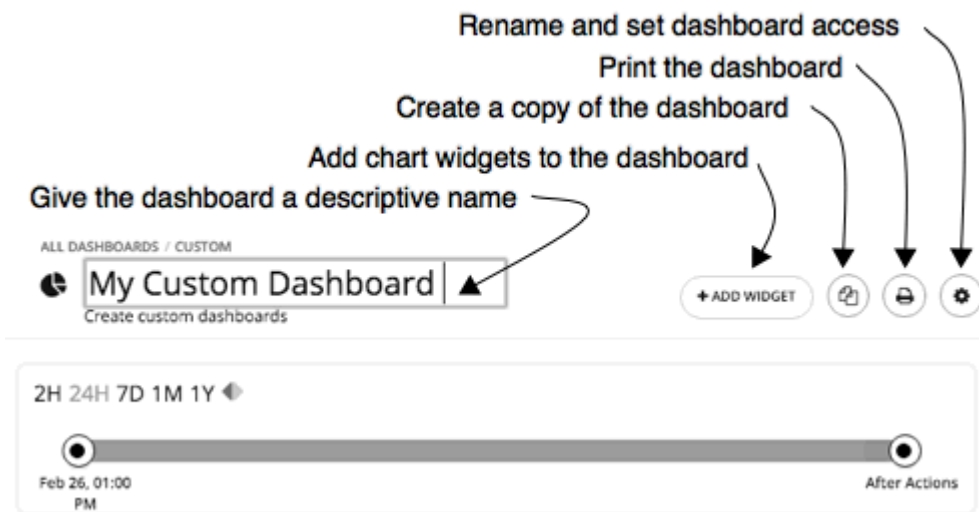 Rename and set dashboard access
Print the dashboard
Create a copy of the dashboard
Add chart widgets to the dashboard
Give the dashboard a descriptive name
ALL DASHBOARDS / CUSTOM
My Custom Dashboard
+ ADD WIDGET
Create custom dashboards
2H 24H 7D 1M 1Y
Feb 26, 01:00
PM
After Actions